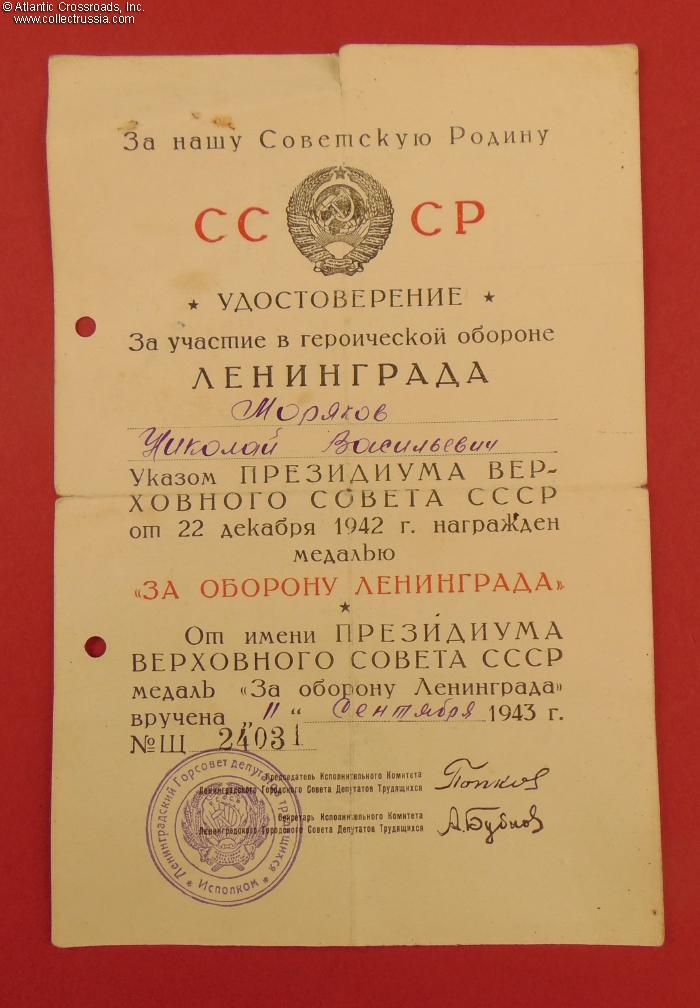 © Atlantic Crossroads, Inc.
www.collectrussia.com
За нашу Советскую Родину
СССР
★ УДОСТОВЕРЕНИЕ ★
За участие в героической обороне
ЛЕНИНГРАДА
Моряков
Николай Васильевич
Указом ПРЕЗИДИУМА ВЕР-
ХОВНОГО СОВЕТА СССР
от 22 декабря 1942 г. награжден
медалью
«ЗА ОБОРОНУ ЛЕНИНГРАДА».
★
От имени ПРЕЗИДИУМА
ВЕРХОВНОГО СОВЕТА СССР
медаль «За оборону Ленинграда»
вручена „11“ Сентября 1943 г.
№ Щ 24031
Председатель Исполнительного Комитета
Ленинградского Городского Совета Депутатов Трудящихся
Попков
Секретарь Исполнительного Комитета
Ленинградского Городского Совета Депутатов Трудящихся
А.Бубнов
Ленинградский Горсовет депутатов трудящихся
★ Исполком ★